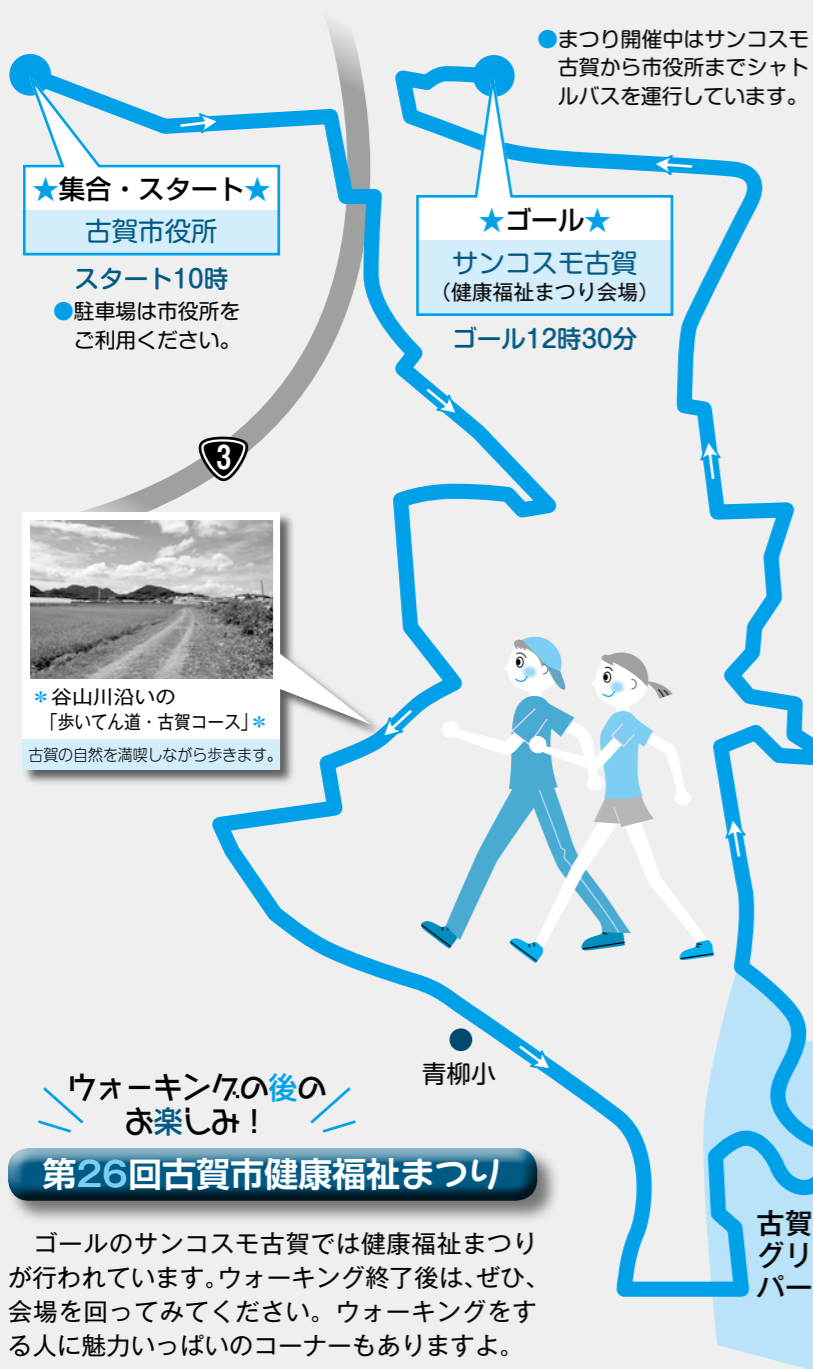 ●まつり開催中はサンコスモ
古賀から市役所までシャト
ルバスを運行しています。
★集合・スタート★
古賀市役所
スタート10時
●駐車場は市役所を
ご利用ください。
★ゴール★
サンコスモ古賀
（健康福祉まつり会場）
ゴール12時30分
3
＊谷山川沿いの
「歩いてん道・古賀コース」＊
古賀の自然を満喫しながら歩きます。
青柳小
古賀
グリ
パー
ウォーキングの後の
お楽しみ！
第26回古賀市健康福祉まつり
ゴールのサンコスモ古賀では健康福祉まつり
が行われています。ウォーキング終了後は、ぜひ、
会場を回ってみてください。ウォーキングをす
る人に魅力いっぱいのコーナーもありますよ。